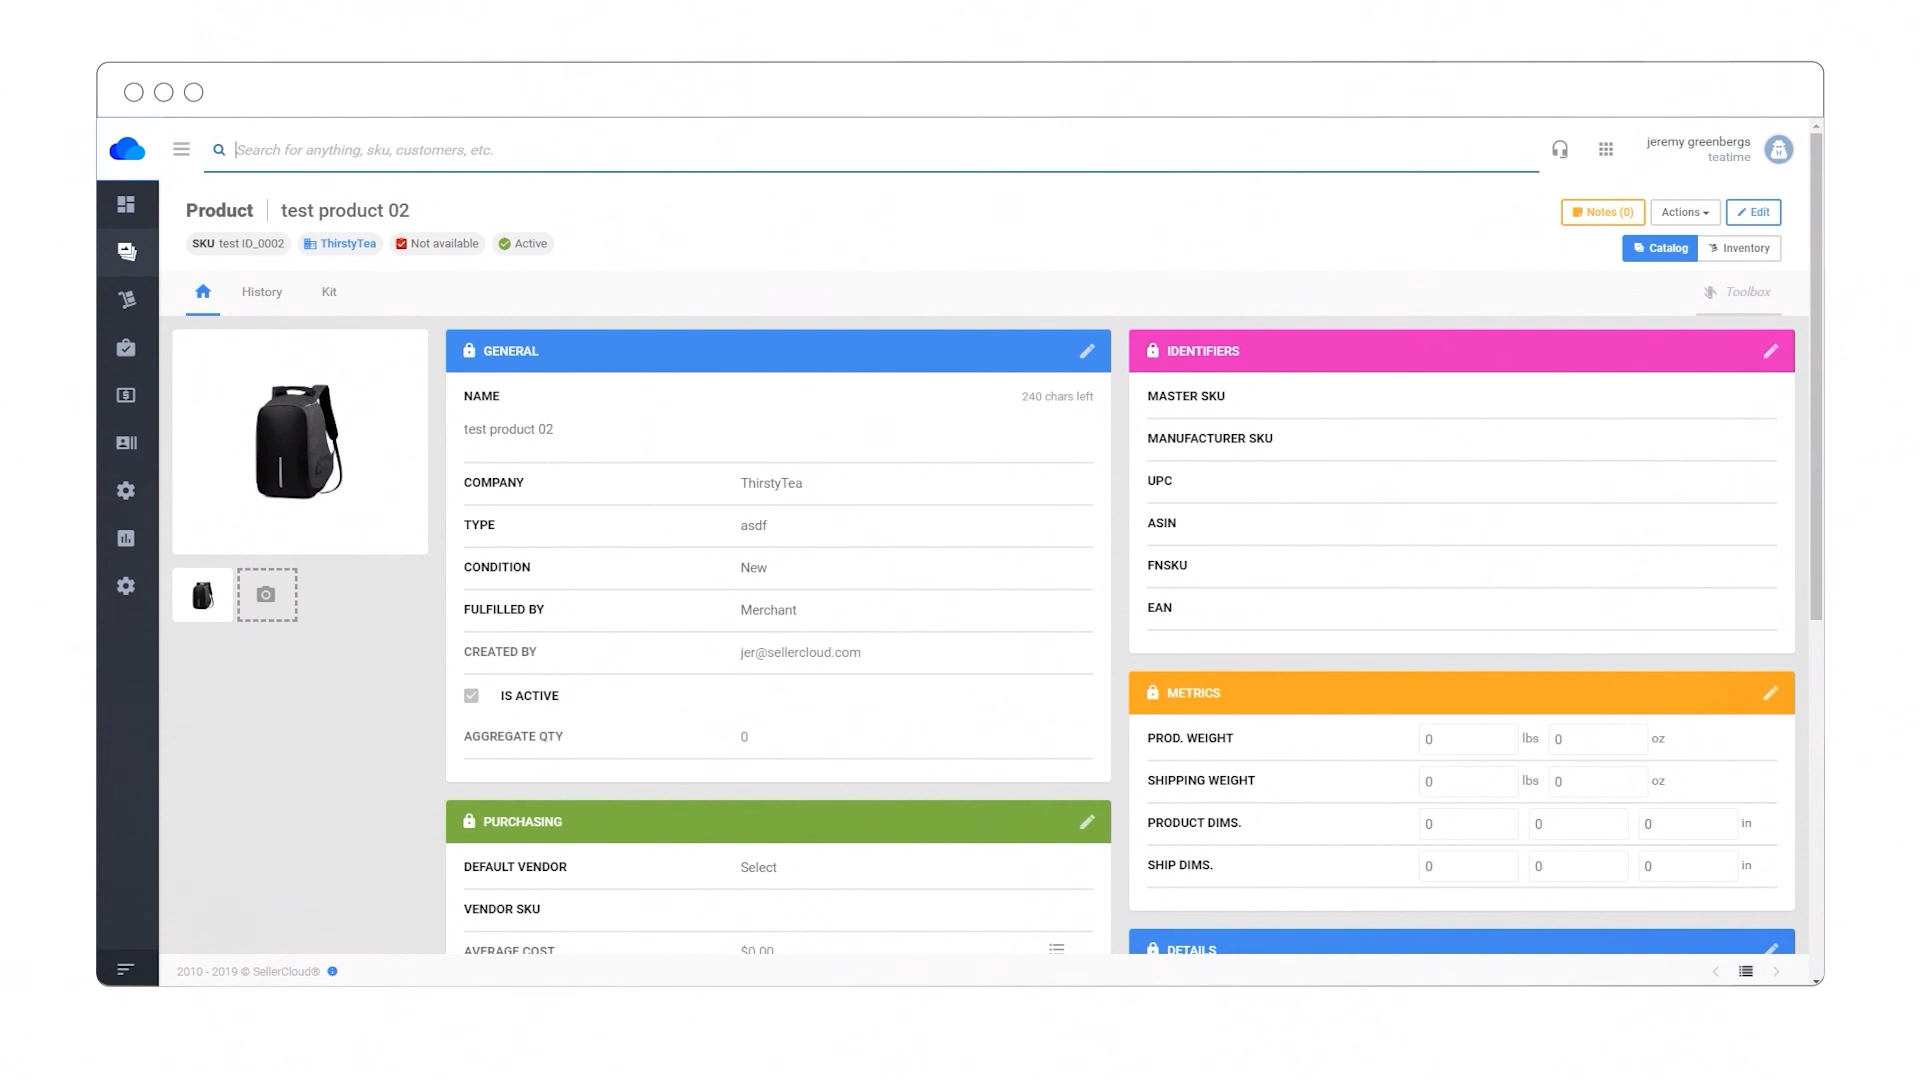 Search for anything, sku, customers, etc.
jeremy greenbergs
teatime
Product | test product 02
Notes (0) Actions Edit
SKU test ID_0002 ThirstyTea Not available Active
Catalog Inventory
History Kit Toolbox
GENERAL
NAME 240 chars left
test product 02
COMPANY ThirstyTea
TYPE asdf
CONDITION New
FULFILLED BY Merchant
CREATED BY jer@sellercloud.com
IS ACTIVE
AGGREGATE QTY 0
PURCHASING
DEFAULT VENDOR Select
VENDOR SKU
AVERAGE COST $0.00
IDENTIFIERS
MASTER SKU
MANUFACTURER SKU
UPC
ASIN
FNSKU
EAN
METRICS
PROD. WEIGHT 0 lbs 0 oz
SHIPPING WEIGHT 0 lbs 0 oz
PRODUCT DIMS. 0 0 0 in
SHIP DIMS. 0 0 0 in
DETAILS
2010 - 2019 © SellerCloud®